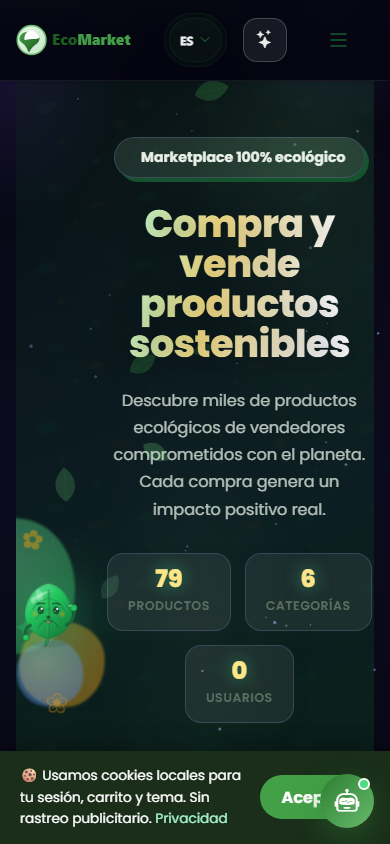 EcoMarket
ES
Marketplace 100% ecológico
Compra y
vende
productos
sostenibles
Descubre miles de productos
ecológicos de vendedores
comprometidos con el planeta.
Cada compra genera un
impacto positivo real.
79
PRODUCTOS
6
CATEGORÍAS
0
USUARIOS
Usamos cookies locales para
tu sesión, carrito y tema. Sin
rastreo publicitario. Privacidad